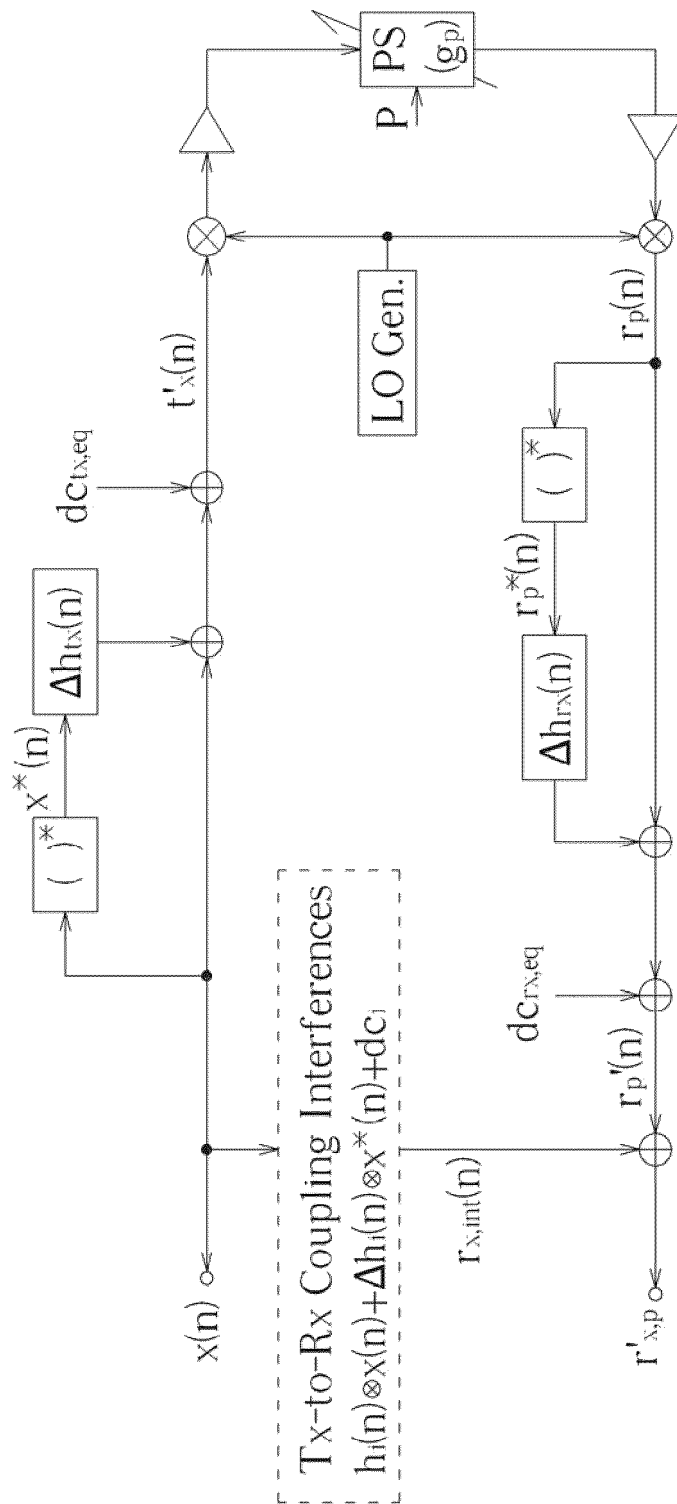 x(n)
( )*
x*(n)
Δhtx(n)
dctx,eq
t'x(n)
PS
(gp)
P
LO Gen.
Tx-to-Rx Coupling Interferences
hi(n)⊗x(n)+Δhi(n)⊗x*(n)+dci
rx,int(n)
r'x,p
rp'(n)
dcrx,eq
Δhrx(n)
rp*(n)
( )*
rp(n)